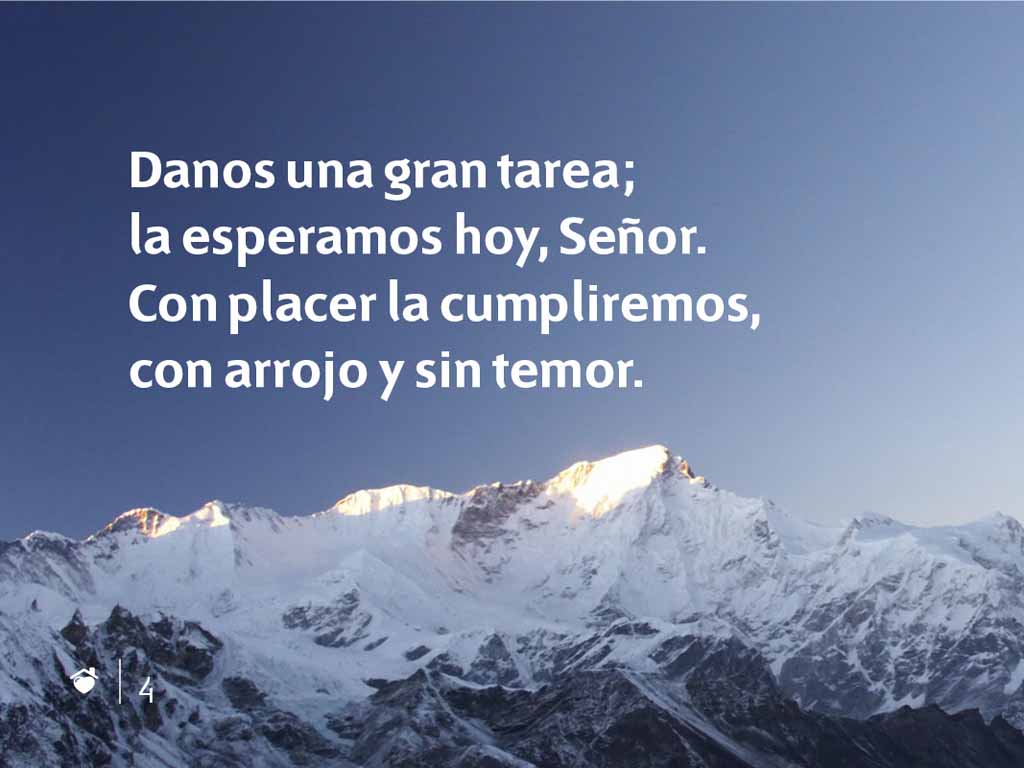 Danos una gran tarea;
la esperamos hoy, Señor.
Con placer la cumpliremos,
con arrojo y sin temor.
4